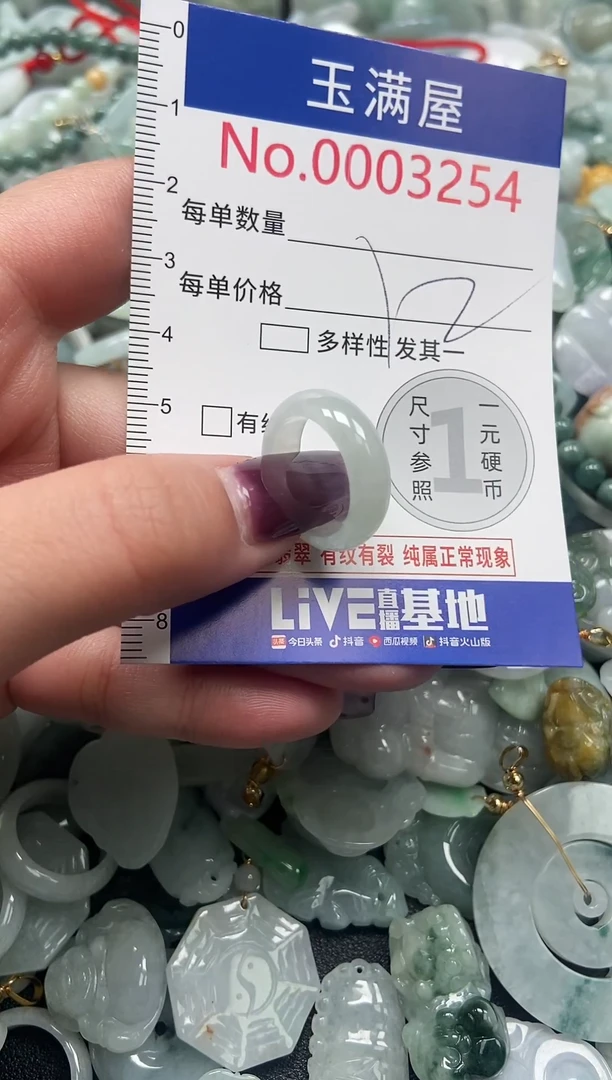 玉满屋
No.0003254
每单数量
每单价格
12
多样性发其一
有
尺寸参照
1
一元硬币
翡翠 有纹有裂 纯属正常现象
LiVE直播基地
头条 今日头条 抖音 西瓜视频 抖音火山版
0
1
2
3
4
5
8